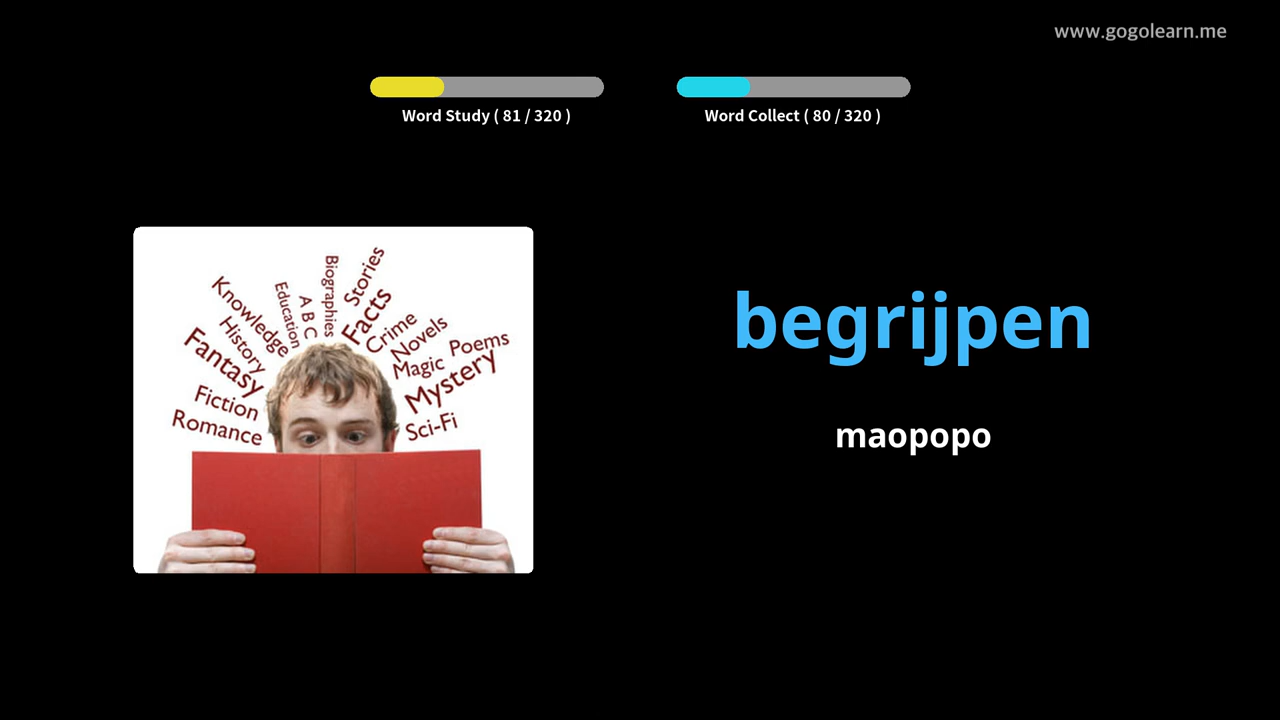 www.gogolearn.me
Word Study ( 81 / 320 )
Word Collect ( 80 / 320 )
Biographies
Stories
Knowledge
Education
A B C
Facts
Crime
History
Novels
Fantasy
Magic
Poems
Mystery
Fiction
Romance
Sci-Fi
begrijpen
maopopo